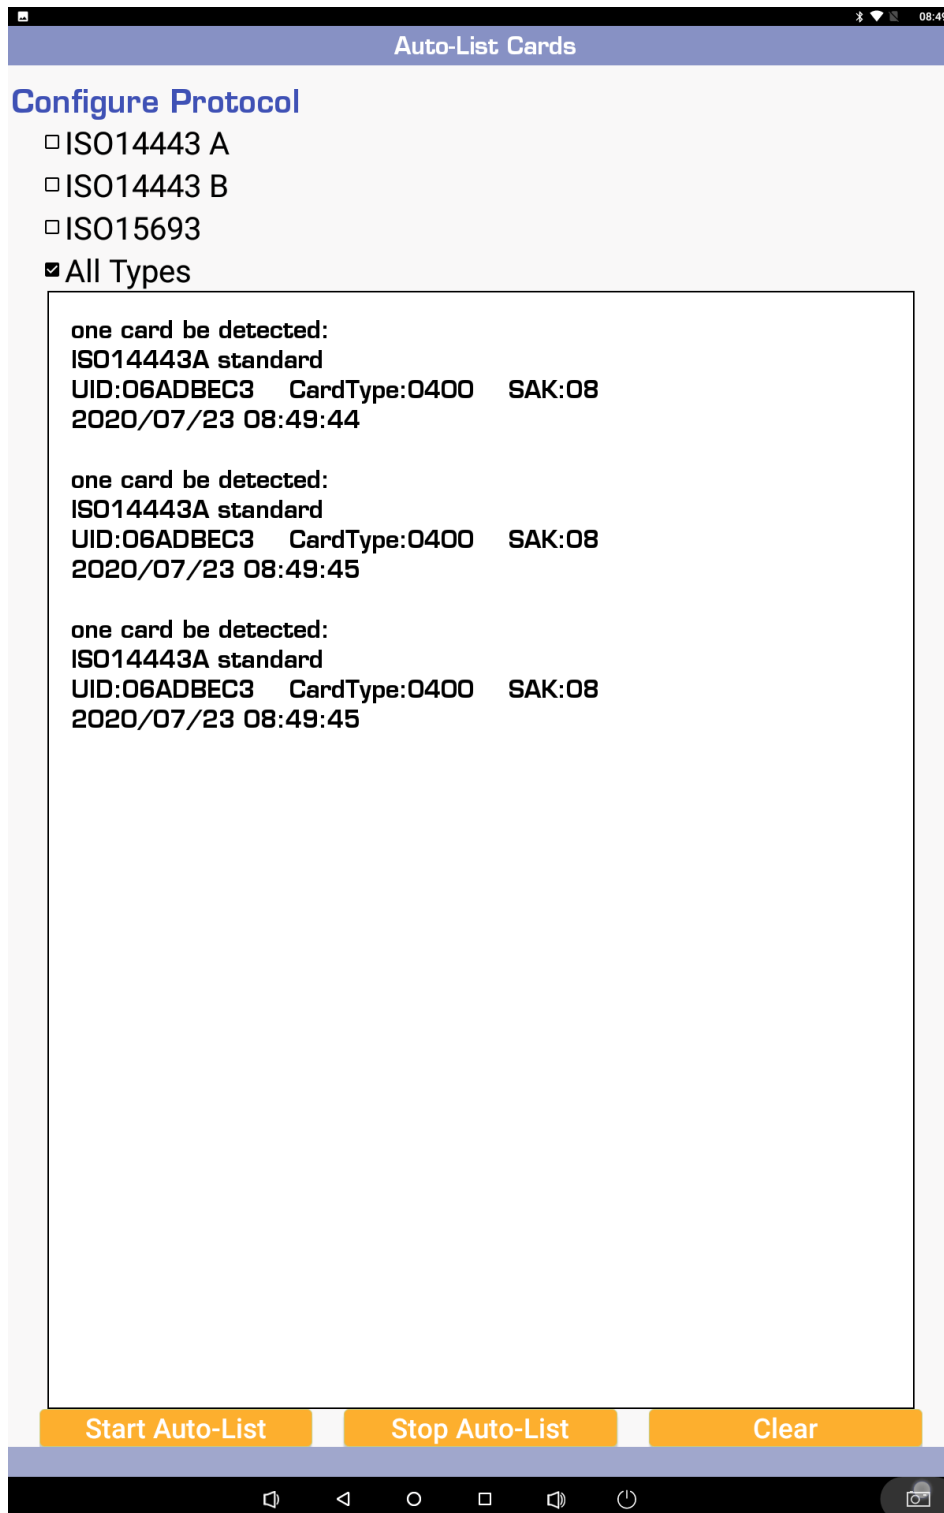 08:49
Auto-List Cards
Configure Protocol
ISO14443 A
ISO14443 B
ISO15693
All Types
one card be detected:
ISO14443A standard
UID:06ADBEC3 CardType:0400 SAK:08
2020/07/23 08:49:44
one card be detected:
ISO14443A standard
UID:06ADBEC3 CardType:0400 SAK:08
2020/07/23 08:49:45
one card be detected:
ISO14443A standard
UID:06ADBEC3 CardType:0400 SAK:08
2020/07/23 08:49:45
Start Auto-List Stop Auto-List Clear